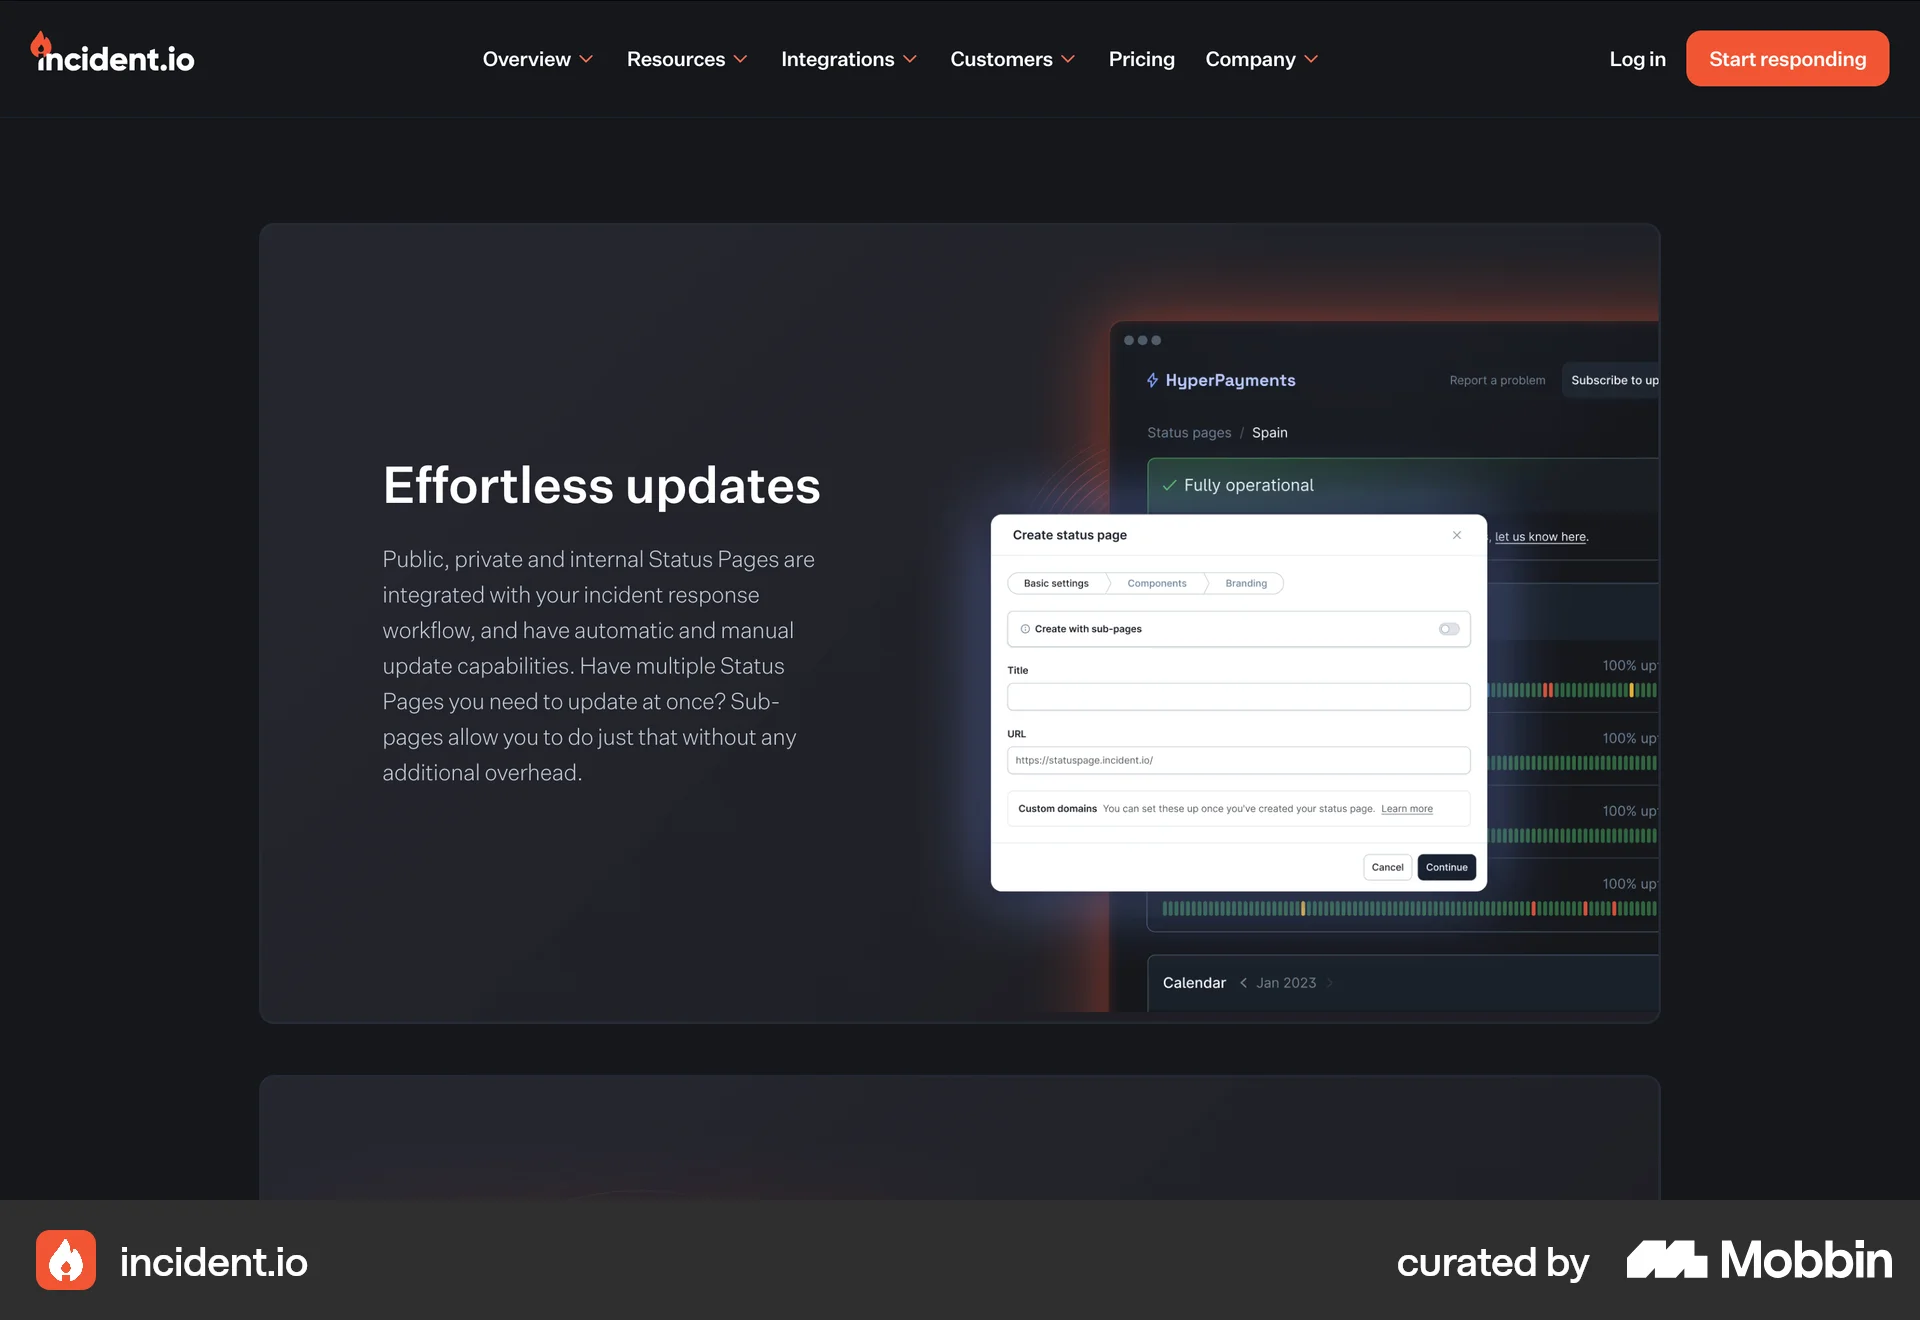 incident.io
Overview
Resources
Integrations
Customers
Pricing
Company
Log in
Start responding
Effortless updates
Public, private and internal Status Pages are
integrated with your incident response
workflow, and have automatic and manual
update capabilities. Have multiple Status
Pages you need to update at once? Sub-
pages allow you to do just that without any
additional overhead.
HyperPayments
Report a problem
Subscribe to up
Status pages / Spain
Fully operational
, let us know here.
Create status page
Basic settings
Components
Branding
Create with sub-pages
Title
URL
https://statuspage.incident.io/
Custom domains You can set these up once you've created your status page. Learn more
Cancel
Continue
100% up
100% up
100% up
100% up
Calendar < Jan 2023 >
incident.io
curated by Mobbin